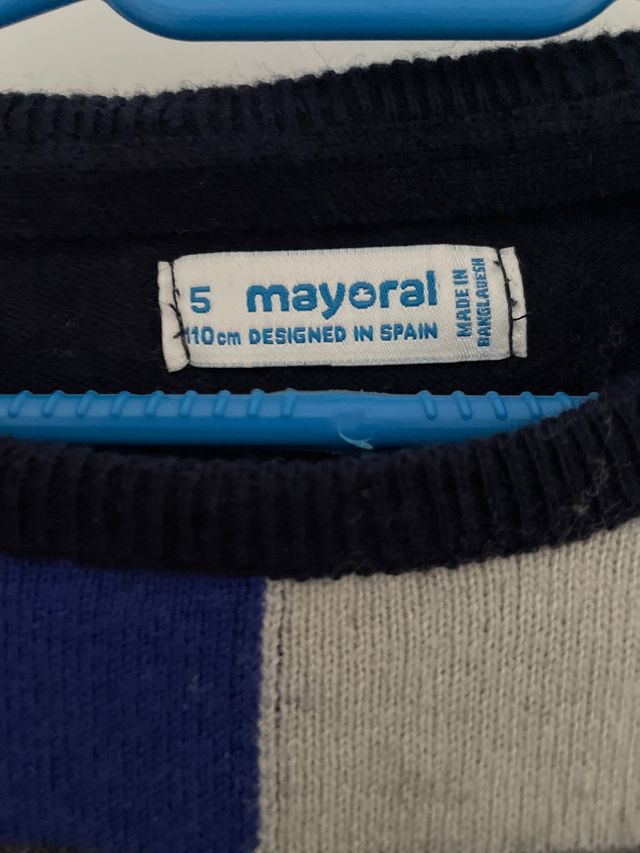 5 mayoral
110cm DESIGNED IN SPAIN
MADE IN
BANGLADESH